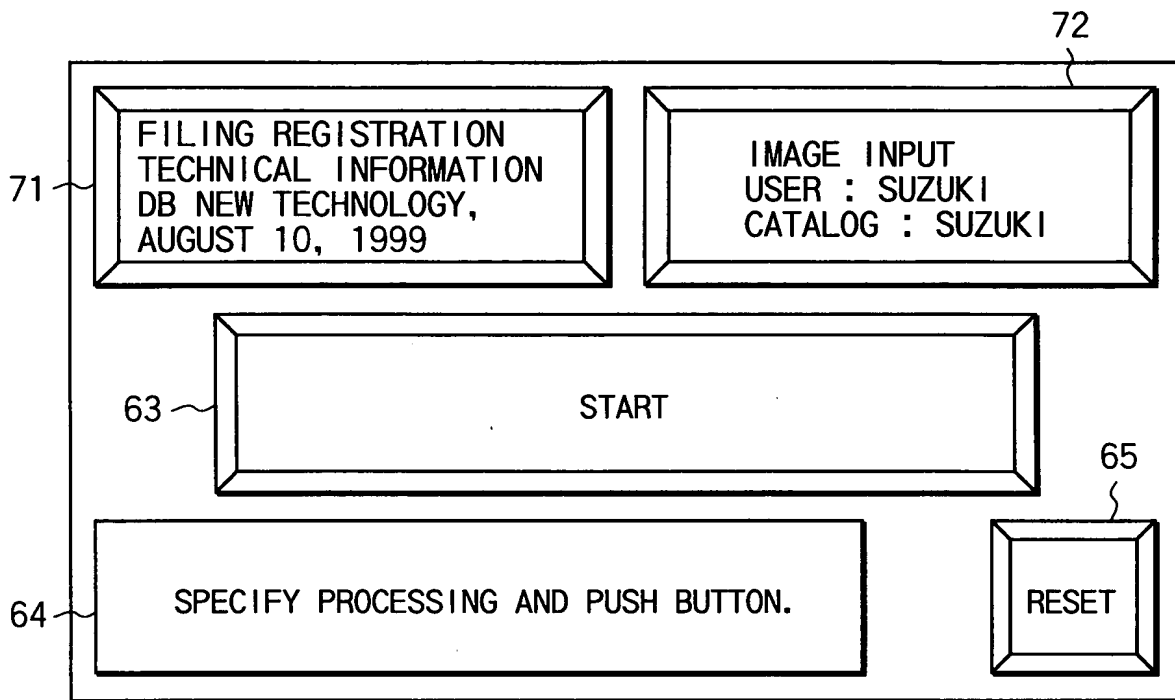 72
FILING REGISTRATION
TECHNICAL INFORMATION
DB NEW TECHNOLOGY,
AUGUST 10, 1999
71
IMAGE INPUT
USER : SUZUKI
CATALOG : SUZUKI
63
START
65
64
SPECIFY PROCESSING AND PUSH BUTTON.
RESET